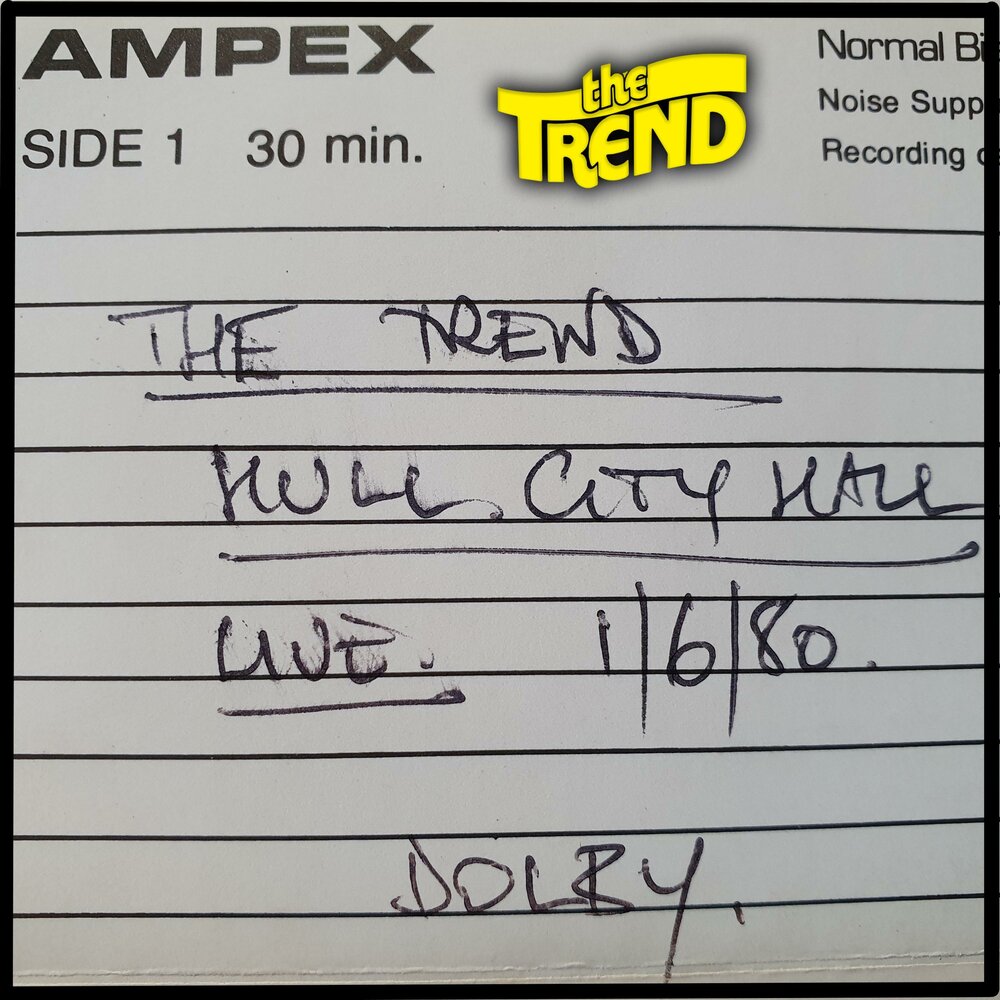 AMPEX
SIDE 1 30 min.
the
TREND
Normal Bi
Noise Supp
Recording
THE TREND
HULL CITY HALL
LIVE. 1/6/80.
DOLBY.